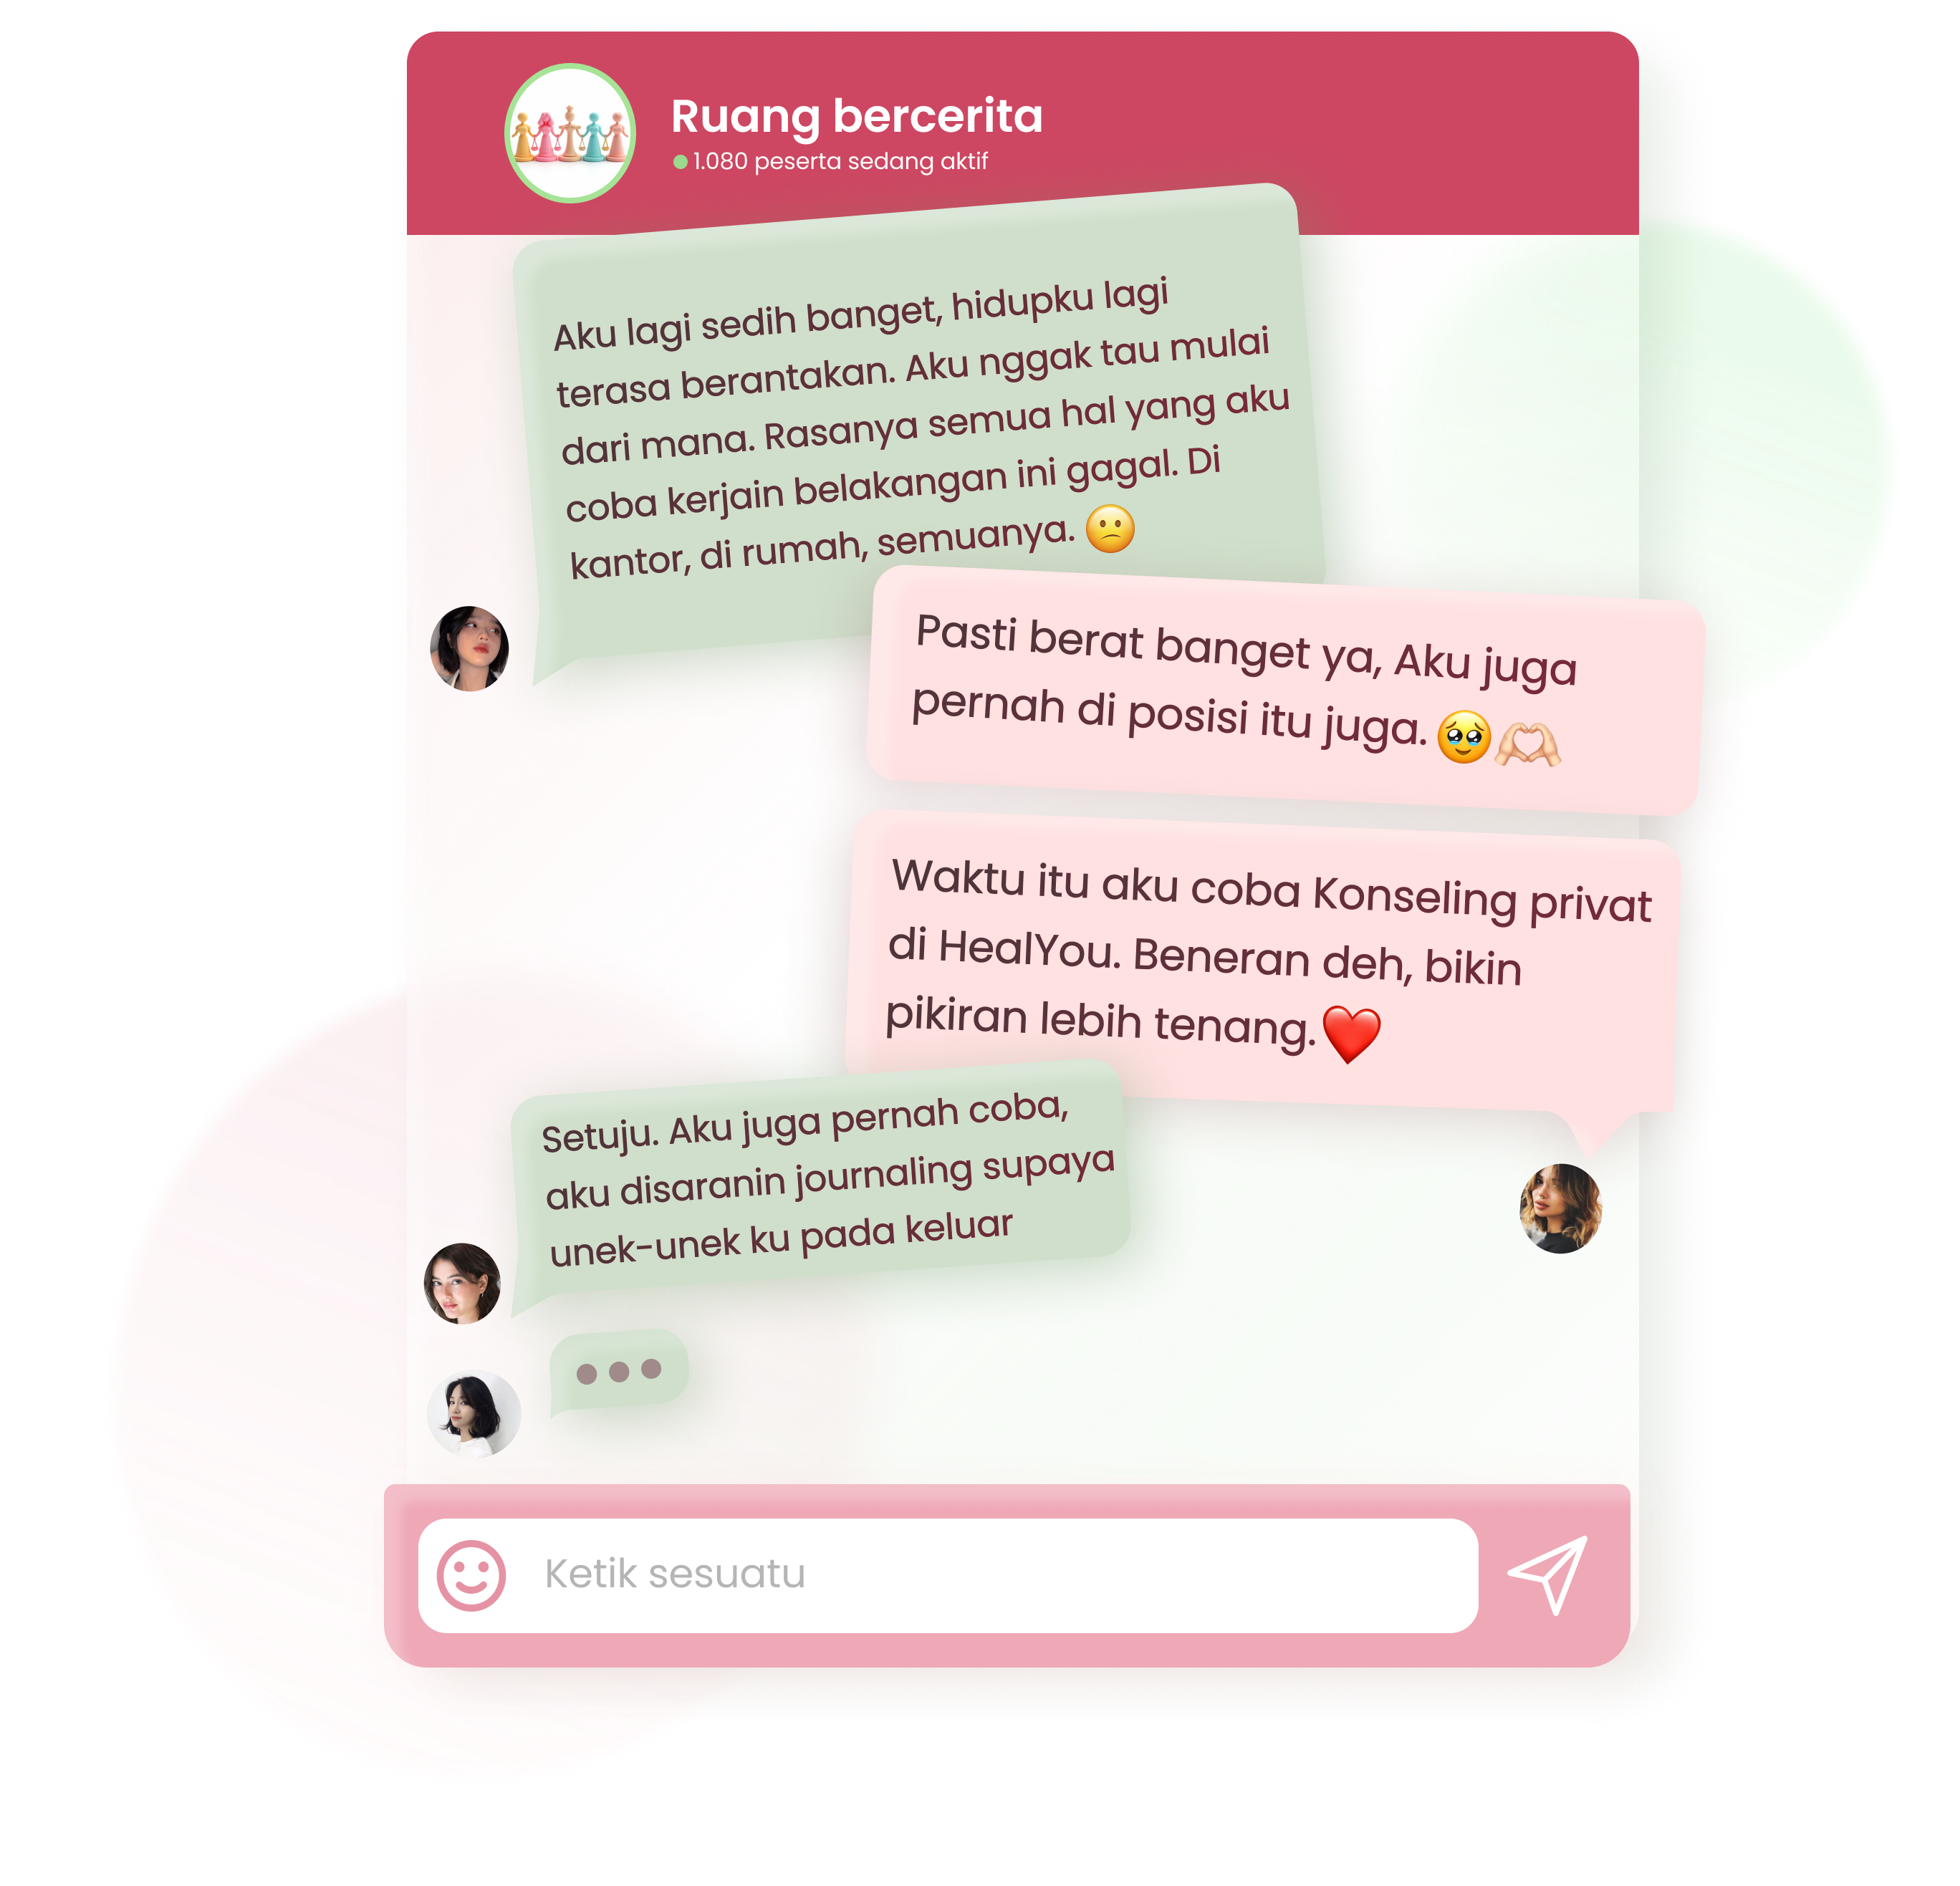 Ruang bercerita
1.080 peserta sedang aktif
Aku lagi sedih banget, hidupku lagi
terasa berantakan. Aku nggak tau mulai
dari mana. Rasanya semua hal yang aku
coba kerjain belakangan ini gagal. Di
kantor, di rumah, semuanya. 😕
Pasti berat banget ya, Aku juga
pernah di posisi itu juga. 🥹🫶🏻
Waktu itu aku coba Konseling privat
di HealYou. Beneran deh, bikin
pikiran lebih tenang.❤️
Setuju. Aku juga pernah coba,
aku disaranin journaling supaya
unek-unek ku pada keluar
Ketik sesuatu